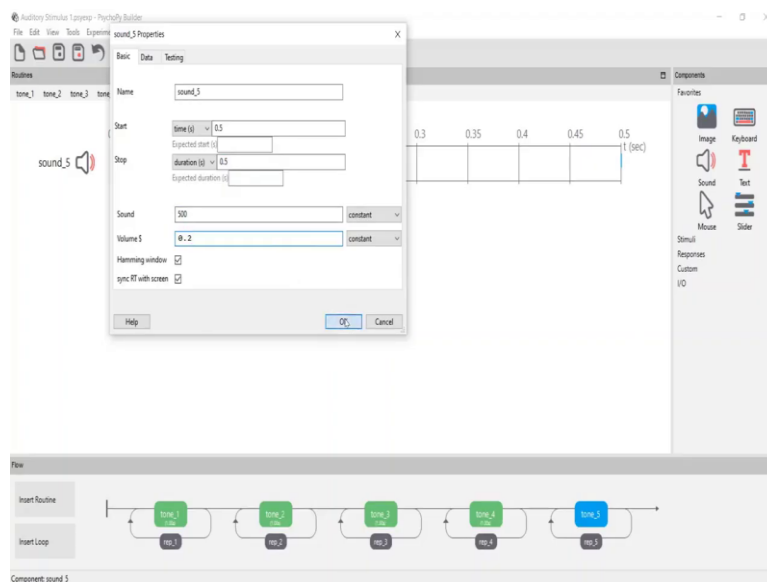 Auditory Stimulus 1.psyexp - PsychoPy Builder
File Edit View Tools Experim
sound_5 Properties
X
Basic Data Testing
Routines
tone_1 tone_2 tone_3 tone
Name sound_5
Start time (s) 0.5
Expected start (s)
Stop duration (s) 0.5
Expected duration (s)
Sound 500 constant
Volume $ 0.2 constant
Hamming window
sync RT with screen
Help OK Cancel
sound_5
0.3 0.35 0.4 0.45 0.5
t (sec)
Components
Favorites
Image Keyboard
Sound Text
Mouse Slider
Stimuli
Responses
Custom
I/O
Flow
Insert Routine
Insert Loop
tone_1 tone_2 tone_3 tone_4 tone_5
rep_1 rep_2 rep_3 rep_4 rep_5
Component: sound_5